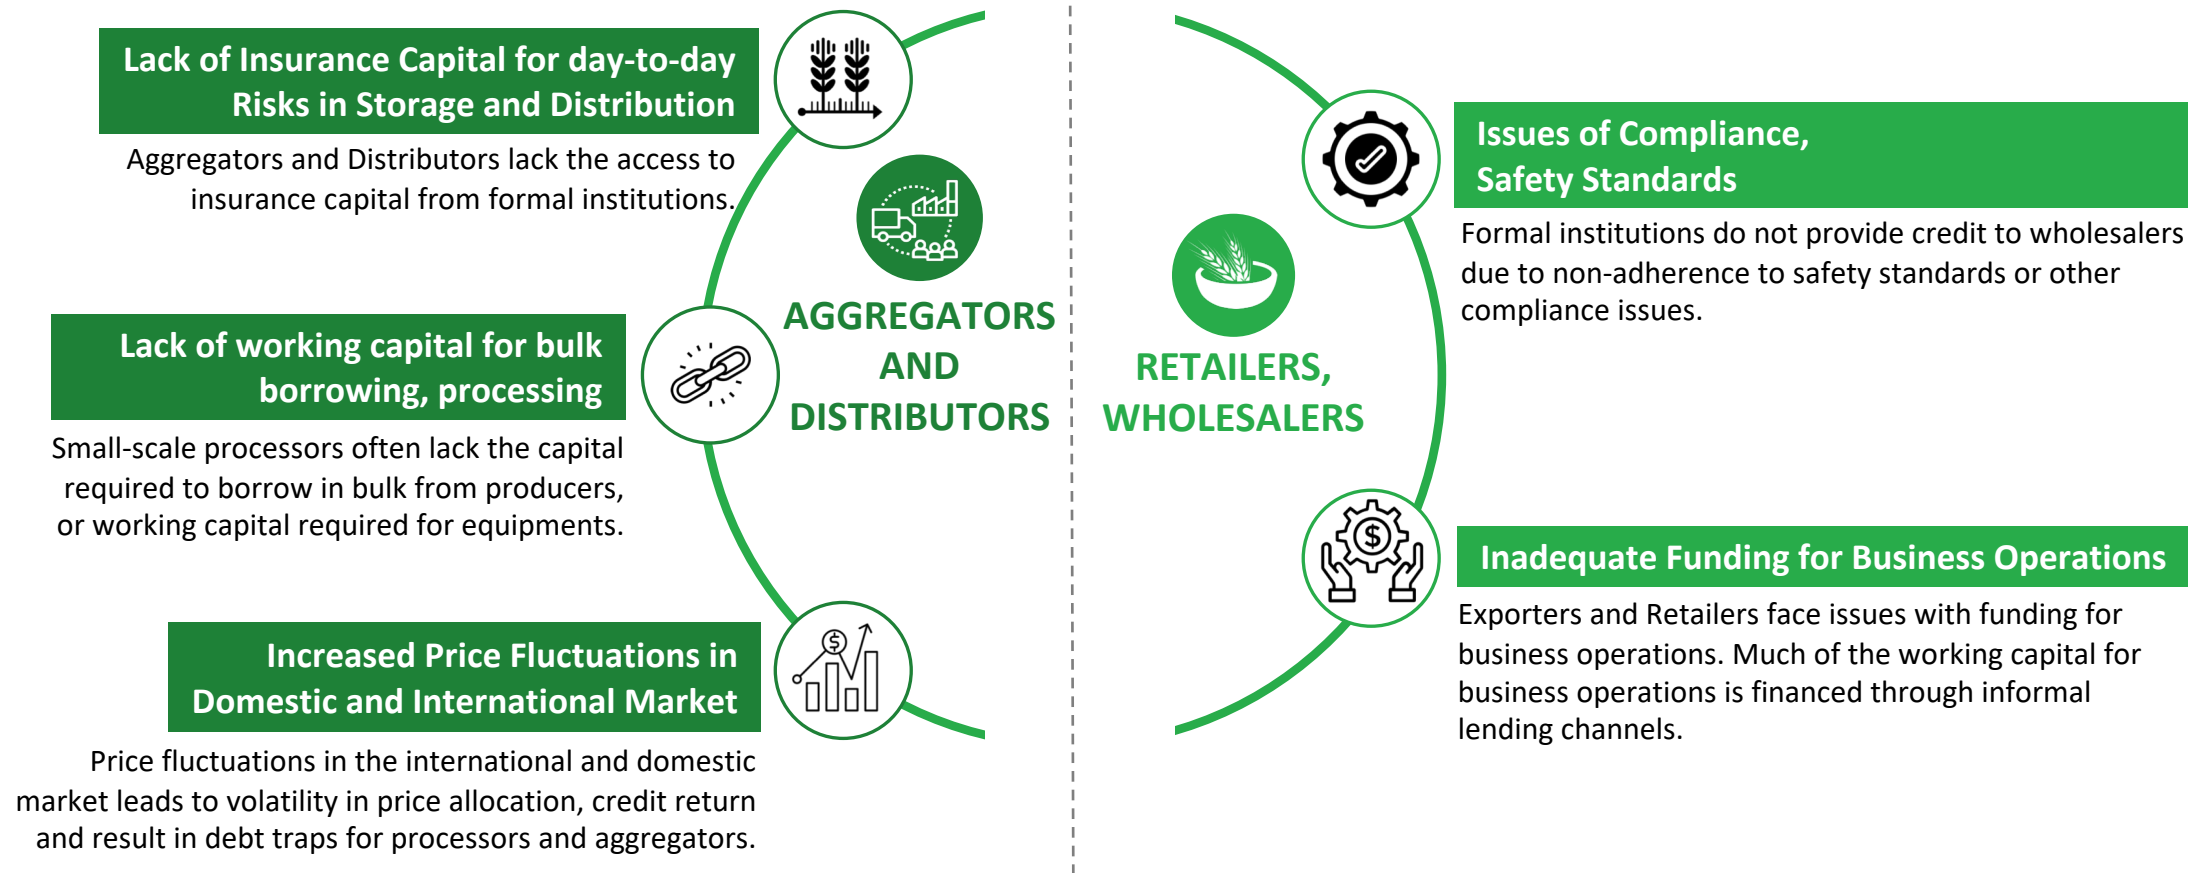 Lack of Insurance Capital for day-to-day
Risks in Storage and Distribution
Aggregators and Distributors lack the access to
insurance capital from formal institutions.
Lack of working capital for bulk
borrowing, processing
Small-scale processors often lack the capital
required to borrow in bulk from producers,
or working capital required for equipments.
Increased Price Fluctuations in
Domestic and International Market
Price fluctuations in the international and domestic
market leads to volatility in price allocation, credit return
and result in debt traps for processors and aggregators.
AGGREGATORS
AND
DISTRIBUTORS
RETAILERS,
WHOLESALERS
Issues of Compliance,
Safety Standards
Formal institutions do not provide credit to wholesalers
due to non-adherence to safety standards or other
compliance issues.
Inadequate Funding for Business Operations
Exporters and Retailers face issues with funding for
business operations. Much of the working capital for
business operations is financed through informal
lending channels.